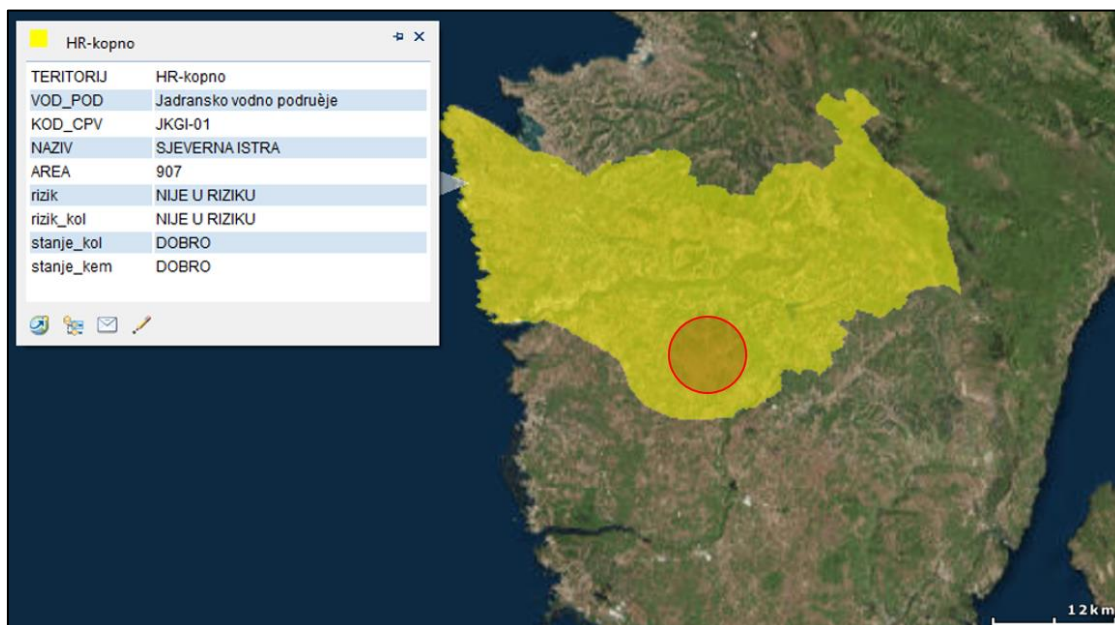 HR-kopno
TERITORIJ HR-kopno
VOD_POD Jadransko vodno podruèje
KOD_CPV JKGI-01
NAZIV SJEVERNA ISTRA
AREA 907
rizik NIJE U RIZIKU
rizik_kol NIJE U RIZIKU
stanje_kol DOBRO
stanje_kem DOBRO
12km